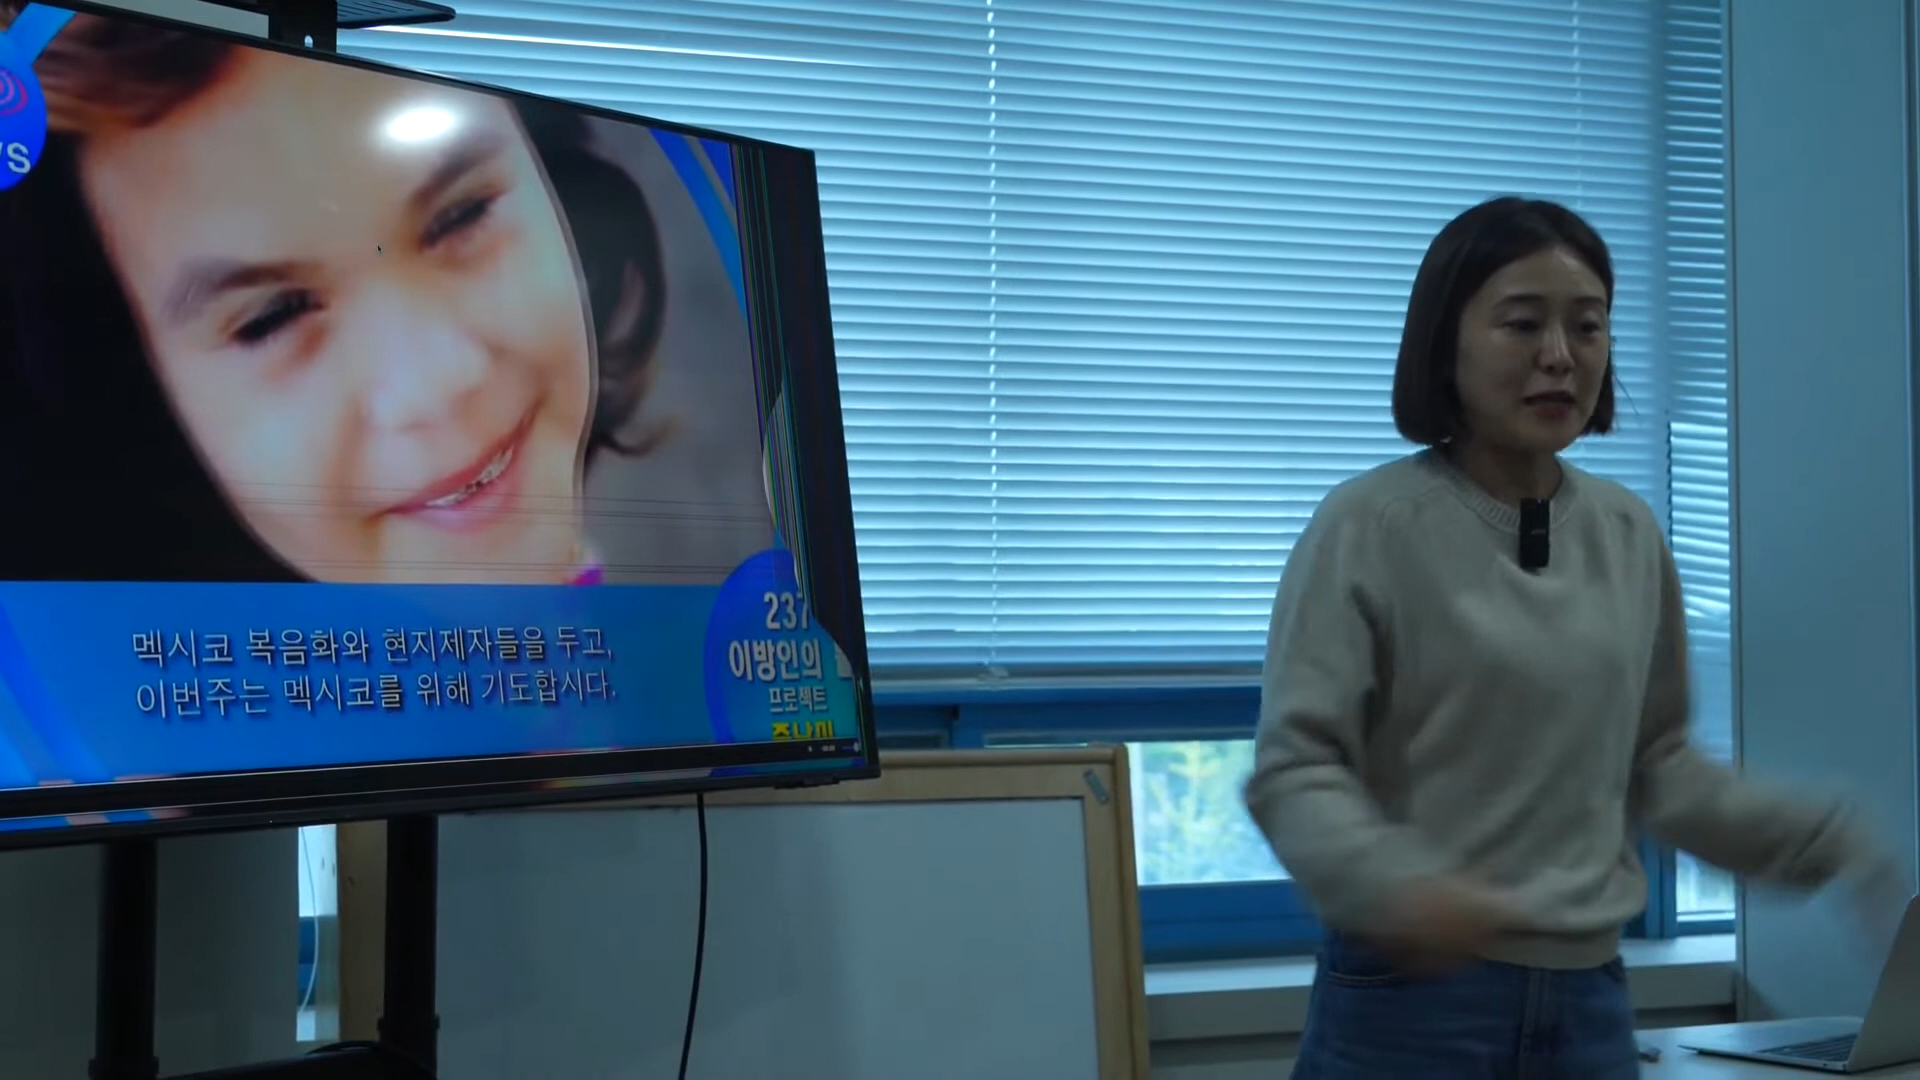 멕시코 복음화와 현지제자들을 두고,
이번주는 멕시코를 위해 기도합시다.
237
이방인의
프로젝트